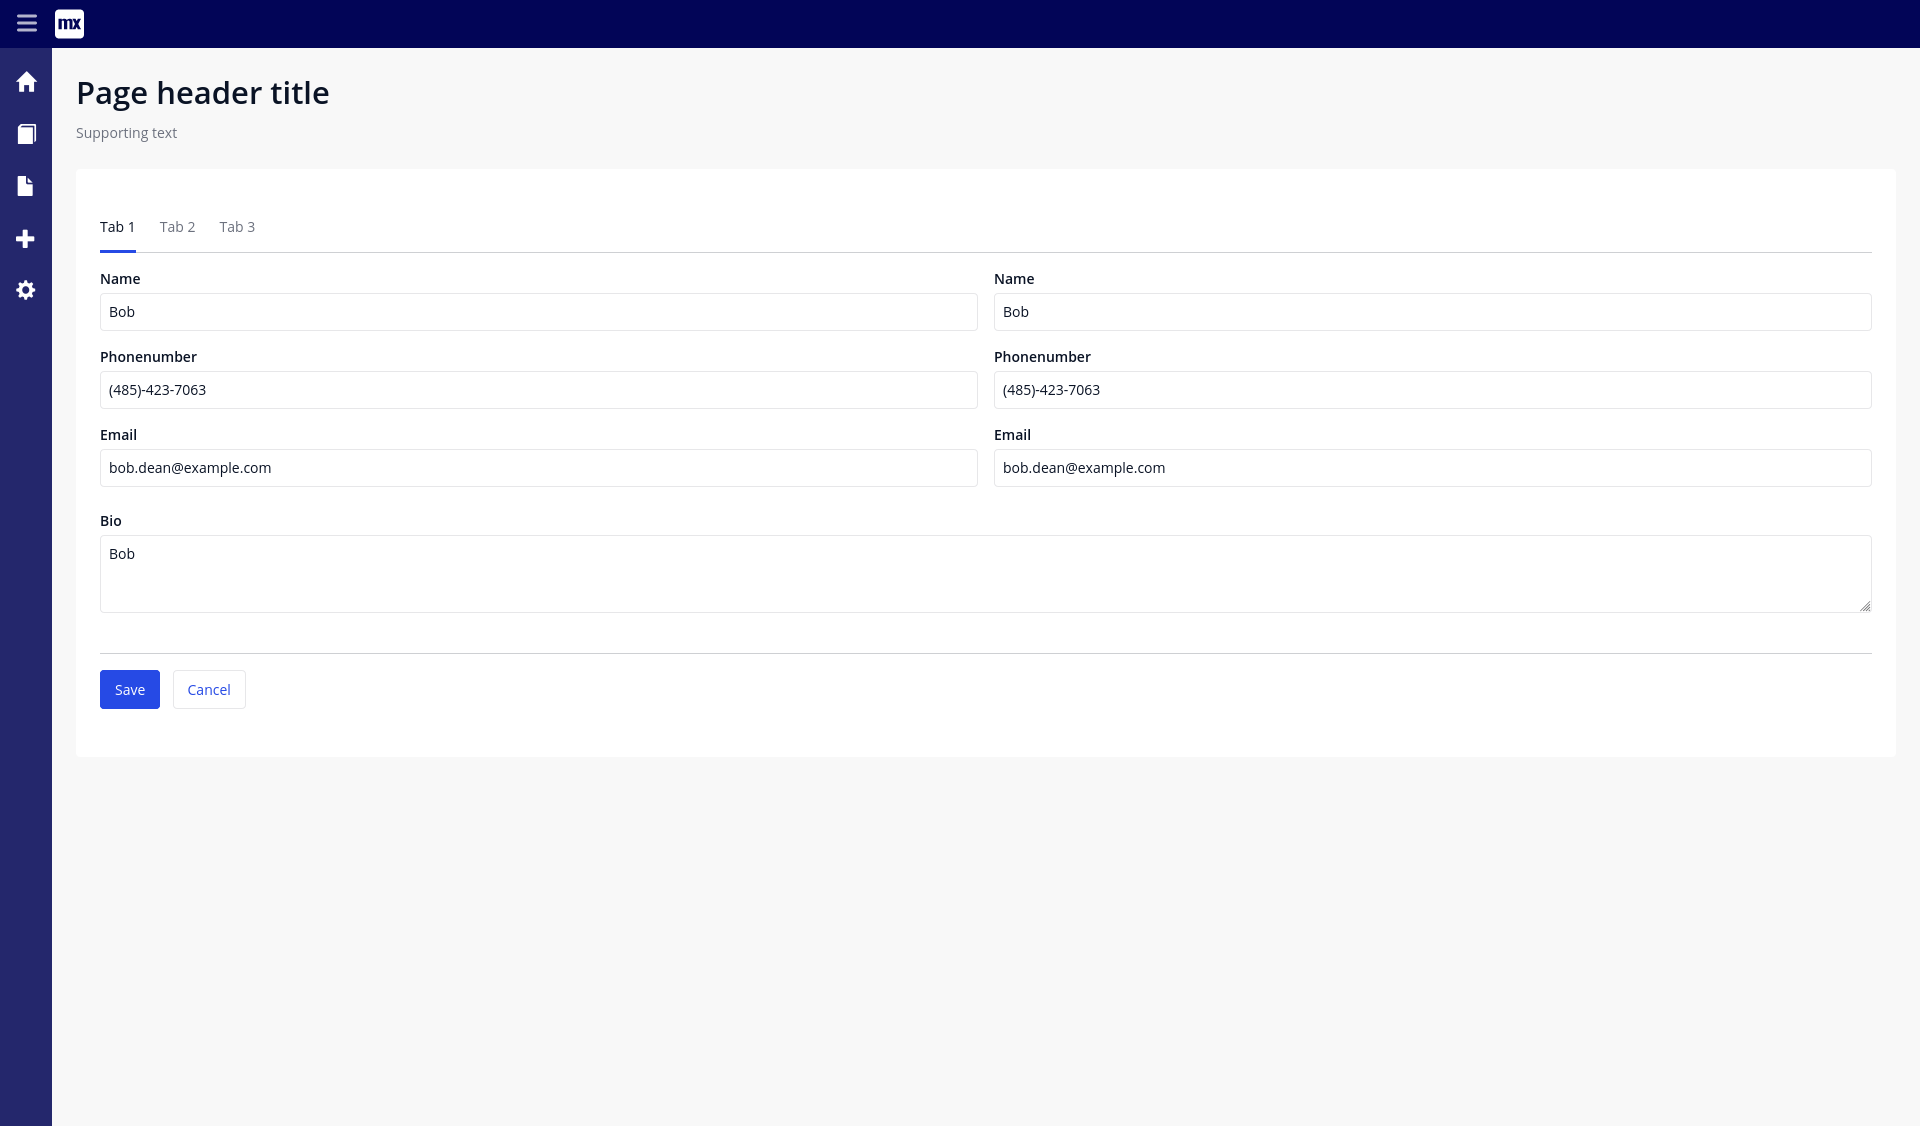 mx
Page header title
Supporting text
Tab 1 Tab 2 Tab 3
Name Name
Bob Bob
Phonenumber Phonenumber
(485)-423-7063 (485)-423-7063
Email Email
bob.dean@example.com bob.dean@example.com
Bio
Bob
Save Cancel